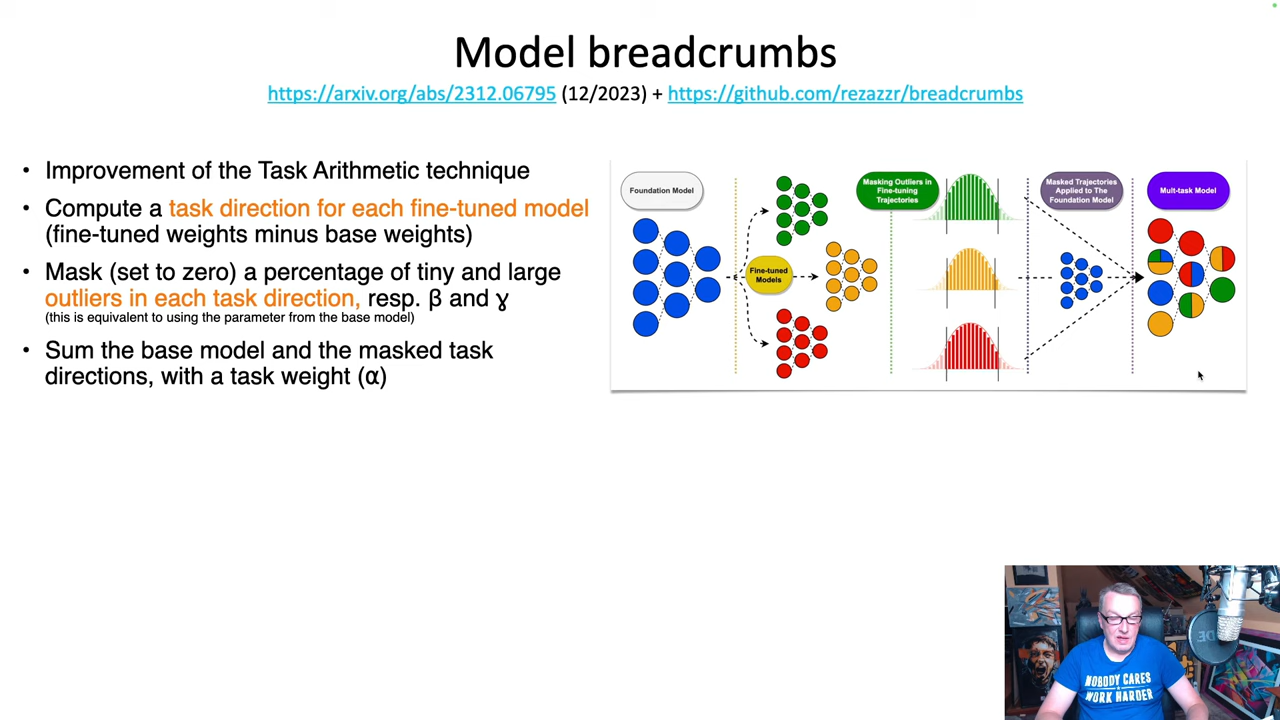 Model breadcrumbs
https://arxiv.org/abs/2312.06795 (12/2023) + https://github.com/rezazzr/breadcrumbs
• Improvement of the Task Arithmetic technique
• Compute a task direction for each fine-tuned model
(fine-tuned weights minus base weights)
• Mask (set to zero) a percentage of tiny and large
outliers in each task direction, resp. β and ɣ
(this is equivalent to using the parameter from the base model)
• Sum the base model and the masked task
directions, with a task weight (α)
Foundation Model
Fine-tuned
Models
Masking Outliers in
Fine-tuning
Trajectories
Masked Trajectories
Applied to The
Foundation Model
Mult-task Model
NOBODY CARES
WORK HARDER